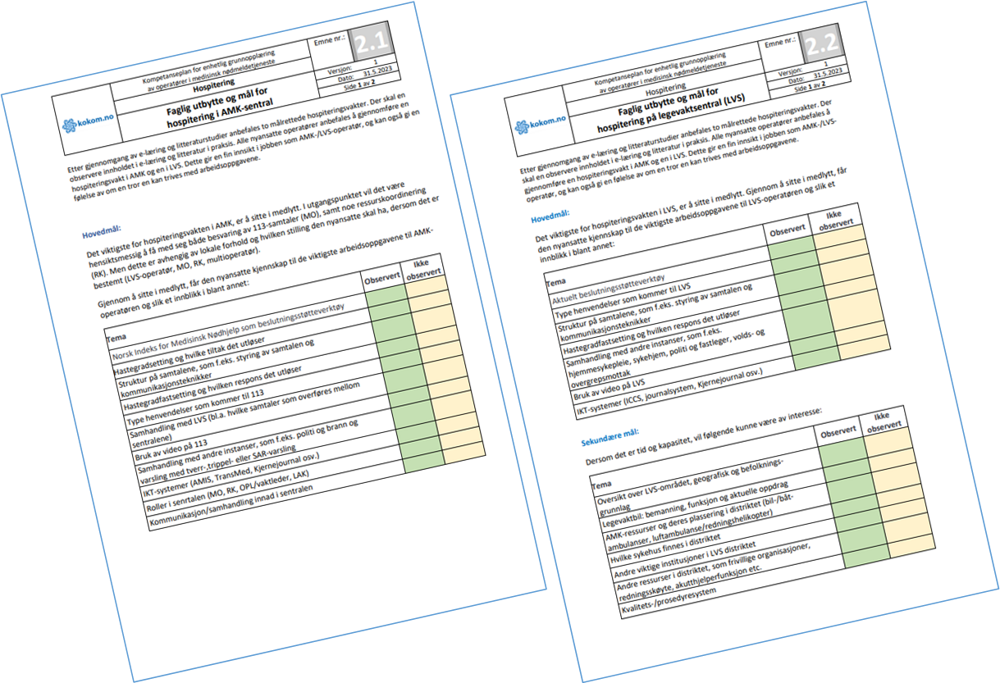 kokom.no
Kompetanseplan for enhetlig grunnopplæring
av operatører i medisinsk nødmeldetjeneste
Hospitering
Faglig utbytte og mål for
hospitering i AMK-sentral
Emne nr.:
2.1
Versjon: 1
Dato: 31.5.2023
Side 1 av 2
Etter gjennomgang av e-læring og litteraturstudier anbefales to målrettede hospiteringsvakter. Der skal en
observere innholdet i e-læring og litteratur i praksis. Alle nyansatte operatører anbefales å gjennomføre en
hospiteringsvakt i AMK og en i LVS. Dette gir en fin innsikt i jobben som AMK-/LVS-operatør, og kan også gi en
følelse av om en tror en kan trives med arbeidsoppgavene.
Hovedmål:
Det viktigste for hospiteringsvakten i AMK, er å sitte i medlytt. I utgangspunktet vil det være
hensiktsmessig å få med seg både besvaring av 113-samtaler (MO), samt noe ressurskoordinering
(RK). Men dette er avhengig av lokale forhold og hvilken stilling den nyansatte skal ha, dersom det er
bestemt (LVS-operatør, MO, RK, multioperatør).
Gjennom å sitte i medlytt, får den nyansatte kjennskap til de viktigste arbeidsoppgavene til AMK-
operatøren og slik et innblikk i blant annet:
Tema
Observert
Ikke
observert
Norsk Indeks for Medisinsk Nødhjelp som beslutningsstøtteverktøy
Hastegradsetting og hvilke tiltak det utløser
Struktur på samtalene, som f.eks. styring av samtalen og
kommunikasjonsteknikker
Hastegradfastsetting og hvilken respons det utløser
Type henvendelser som kommer til 113
Samhandling med LVS (bl.a. hvilke samtaler som overføres mellom
sentralene)
Bruk av video på 113
Samhandling med andre instanser, som f.eks. politi og brann og
varsling med tverr-,trippel- eller SAR-varsling
IKT-systemer (AMIS, TransMed, Kjernejournal osv.)
Roller i senrtalen (MO, RK, OPL/vaktleder, LAK)
Kommunikasjon/samhandling innad i sentralen
kokom.no
Kompetanseplan for enhetlig grunnopplæring
av operatører i medisinsk nødmeldetjeneste
Hospitering
Faglig utbytte og mål for
hospitering på legevaktsentral (LVS)
Emne nr.:
2.2
Versjon: 1
Dato: 31.5.2023
Side 1 av 2
Etter gjennomgang av e-læring og litteraturstudier anbefales to målrettede hospiteringsvakter. Der
skal en observere innholdet i e-læring og litteratur i praksis. Alle nyansatte operatører anbefales å
gjennomføre en hospiteringsvakt i AMK og en i LVS. Dette gir en fin innsikt i jobben som AMK-/LVS-
operatør, og kan også gi en følelse av om en tror en kan trives med arbeidsoppgavene.
Hovedmål:
Det viktigste for hospiteringsvakten i LVS, er å sitte i medlytt. Gjennom å sitte i medlytt, får
den nyansatte kjennskap til de viktigste arbeidsoppgavene til LVS-operatøren og slik et
innblikk i blant annet:
Tema
Observert
Ikke
observert
Aktuelt beslutningsstøtteverktøy
Type henvendelser som kommer til LVS
Struktur på samtalene, som f.eks. styring av samtalen og
kommunikasjonsteknikker
Hastegradfastsetting og hvilken respons det utløser
Samhandling med andre instanser, som f.eks.
hjemmesykepleie, sykehjem, politi og fastleger, volds- og
overgrepsmottak
Bruk av video på LVS
IKT-systemer (ICCS, journalsystem, Kjernejournal osv.)
Sekundære mål:
Dersom det er tid og kapasitet, vil følgende kunne være av interesse:
Tema
Observert
Ikke
observert
Oversikt over LVS-området, geografisk og befolknings-
grunnlag
Legevaktbil: bemanning, funksjon og aktuelle oppdrag
AMK-ressurser og deres plassering i distriktet (bil-/båt-
ambulanser, luftambulanse/redningshelikopter)
Hvilke sykehus finnes i distriktet
Andre viktige institusjoner i LVS distriktet
Andre ressurser i distriktet, som frivillige organisasjoner,
redningsskøyte, akutthjelperfunksjon etc.
Kvalitets-/prosedyresystem